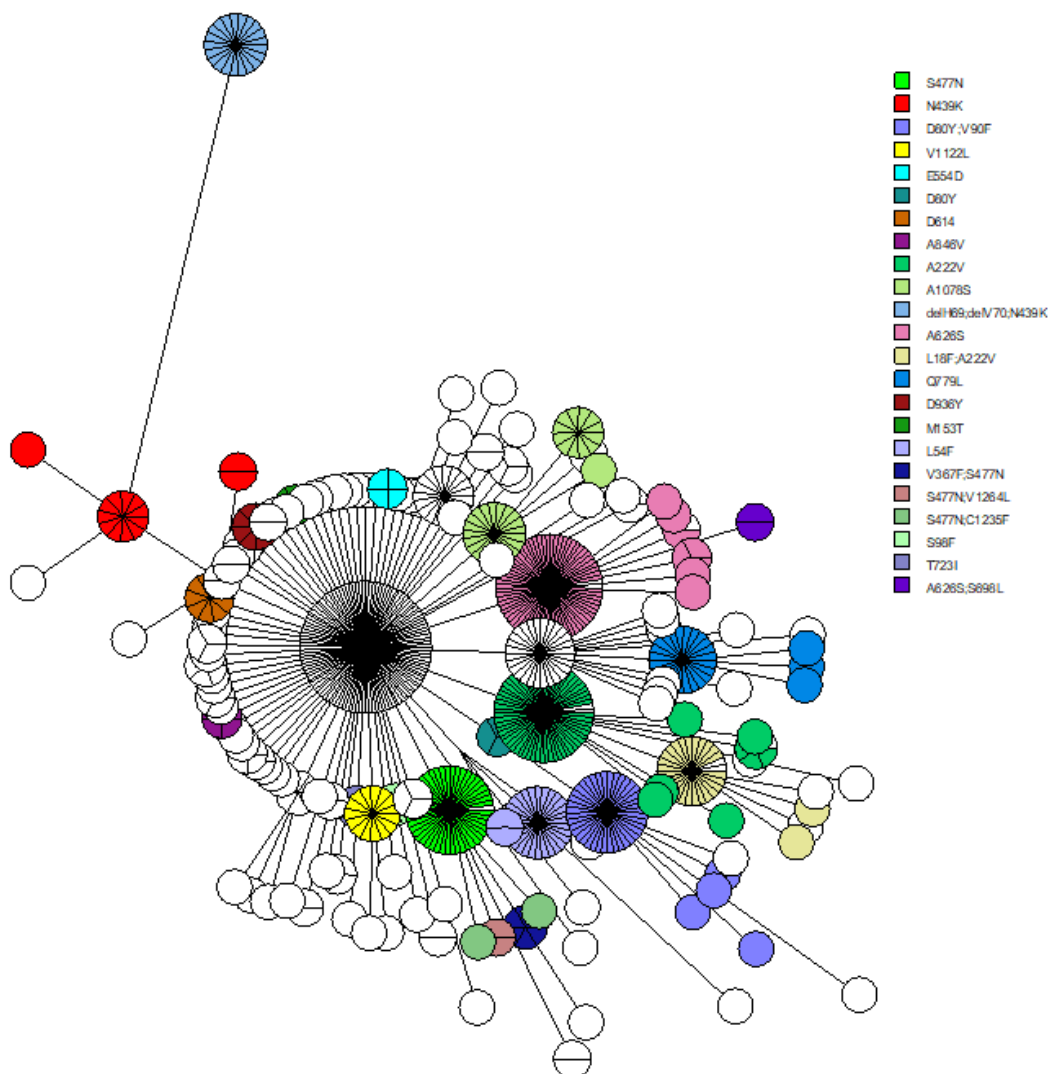 S477N
N439K
D80Y;V90F
V1122L
E554D
D80Y
D614
A846V
A222V
A1078S
delH69;delV70;N439K
A626S
L18F;A222V
Q779L
D936Y
M153T
L54F
V367F;S477N
S477N;V1264L
S477N;C1235F
S98F
T723I
A626S;S698L